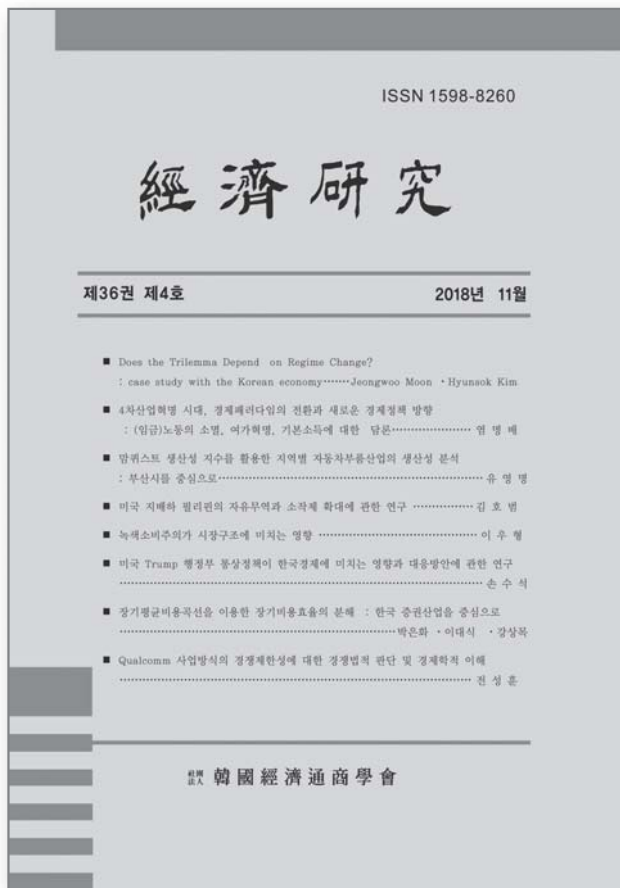 ISSN 1598-8260
經濟研究
제36권 제4호 2018년 11월
■ Does the Trilemma Depend on Regime Change?
: case study with the Korean economy·······Jeongwoo Moon ·Hyunsok Kim
■ 4차산업혁명 시대, 경제패러다임의 전환과 새로운 경제정책 방향
: (임금)노동의 소멸, 여가혁명, 기본소득에 대한 담론····················· 염 명 배
■ 맘퀴스트 생산성 지수를 활용한 지역별 자동차부품산업의 생산성 분석
: 부산시를 중심으로································································ 유 영 명
■ 미국 지배하 필리핀의 자유무역과 소작제 확대에 관한 연구 ················ 김 호 범
■ 녹색소비주의가 시장구조에 미치는 영향 ········································ 이 우 형
■ 미국 Trump 행정부 통상정책이 한국경제에 미치는 영향과 대응방안에 관한 연구
·················································································· 손 수 석
■ 장기평균비용곡선을 이용한 장기비용효율의 분해 : 한국 증권산업을 중심으로
······························································박은화 ·이대식 ·강상목
■ Qualcomm 사업방식의 경쟁제한성에 대한 경쟁법적 판단 및 경제학적 이해
················································································ 전 성 훈
社團法人 韓國經濟通商學會